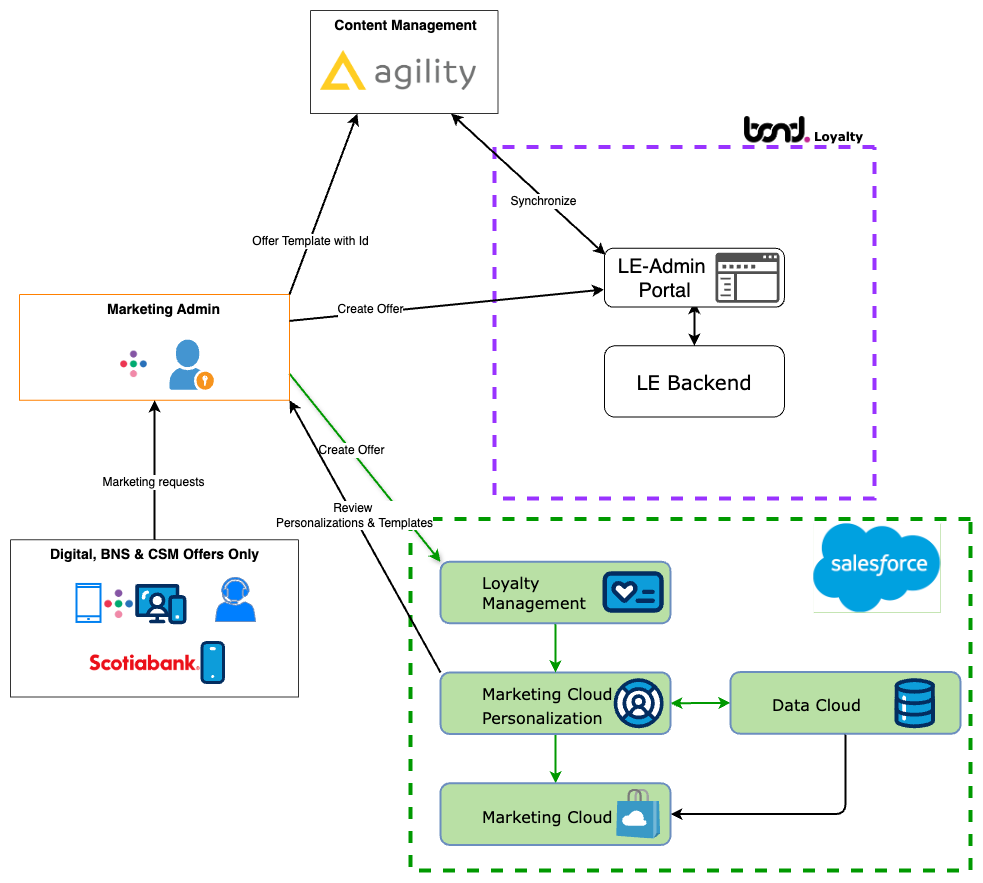 Content Management
agility
bond. Loyalty
Synchronize
Offer Template with Id
LE-Admin
Portal
Marketing Admin
Create Offer
LE Backend
Create Offer
Marketing requests
Review
Personalizations & Templates
Digital, BNS & CSM Offers Only
Scotiabank
salesforce
Loyalty
Management
Marketing Cloud
Personalization
Data Cloud
Marketing Cloud